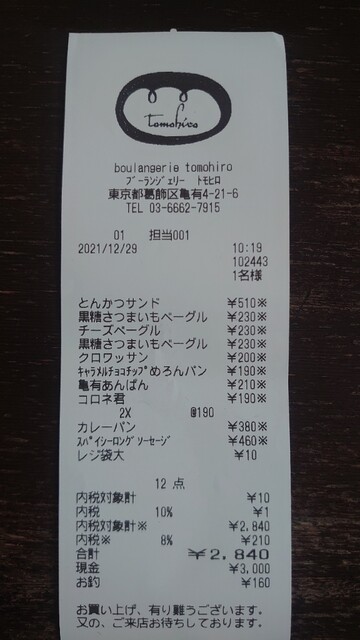 tomohiro
boulangerie tomohiro
ブーランジェリー トモヒロ
東京都葛飾区亀有4-21-6
TEL 03-6662-7915
01 担当001
2021/12/29 10:19
102443
1名様
とんかつサンド ¥510※
黒糖さつまいもベーグル ¥230※
チーズベーグル ¥230※
黒糖さつまいもベーグル ¥230※
クロワッサン ¥200※
キャラメルチョコチップめろんパン ¥190※
亀有あんぱん ¥210※
コロネ君 ¥190※
2X @190
カレーパン ¥380※
スパイシーロングソーセージ ¥460※
レジ袋大 ¥10
12 点
内税対象計 ¥10
内税 10% ¥1
内税対象計※ ¥2,830
内税※ 8% ¥210
合計 ¥2,840
現金 ¥3,000
お釣 ¥160
お買い上げ、有り難うございます。
又の、ご来店お待ちしております。